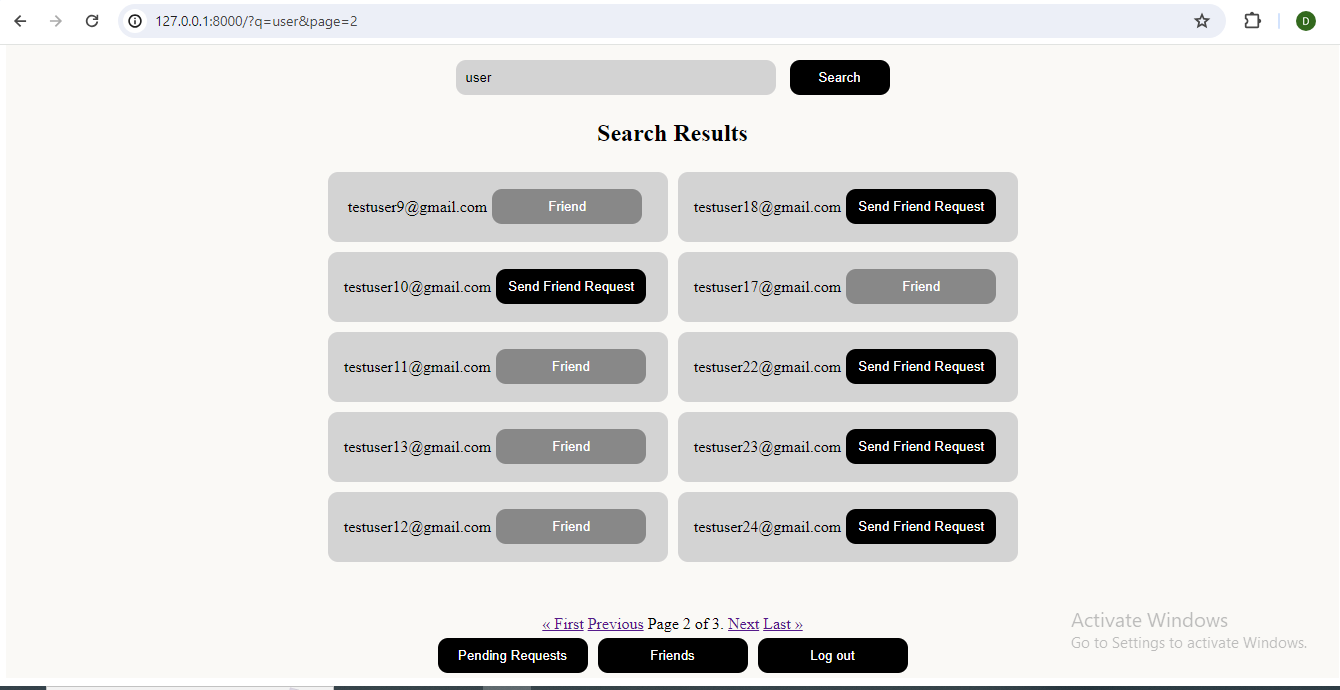 127.0.0.1:8000/?q=user&page=2
D
user
Search
Search Results
testuser9@gmail.com Friend
testuser18@gmail.com Send Friend Request
testuser10@gmail.com Send Friend Request
testuser17@gmail.com Friend
testuser11@gmail.com Friend
testuser22@gmail.com Send Friend Request
testuser13@gmail.com Friend
testuser23@gmail.com Send Friend Request
testuser12@gmail.com Friend
testuser24@gmail.com Send Friend Request
« First Previous Page 2 of 3. Next Last »
Pending Requests
Friends
Log out
Activate Windows
Go to Settings to activate Windows.